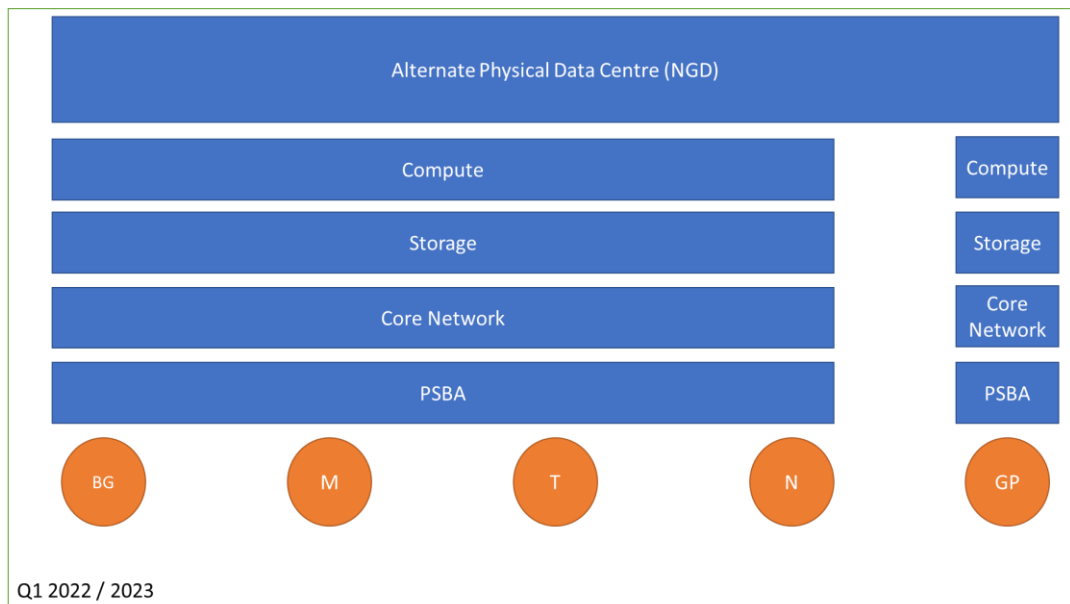 Alternate Physical Data Centre (NGD)
Compute
Compute
Storage
Storage
Core Network
Core
Network
PSBA
PSBA
BG
M
T
N
GP
Q1 2022 / 2023